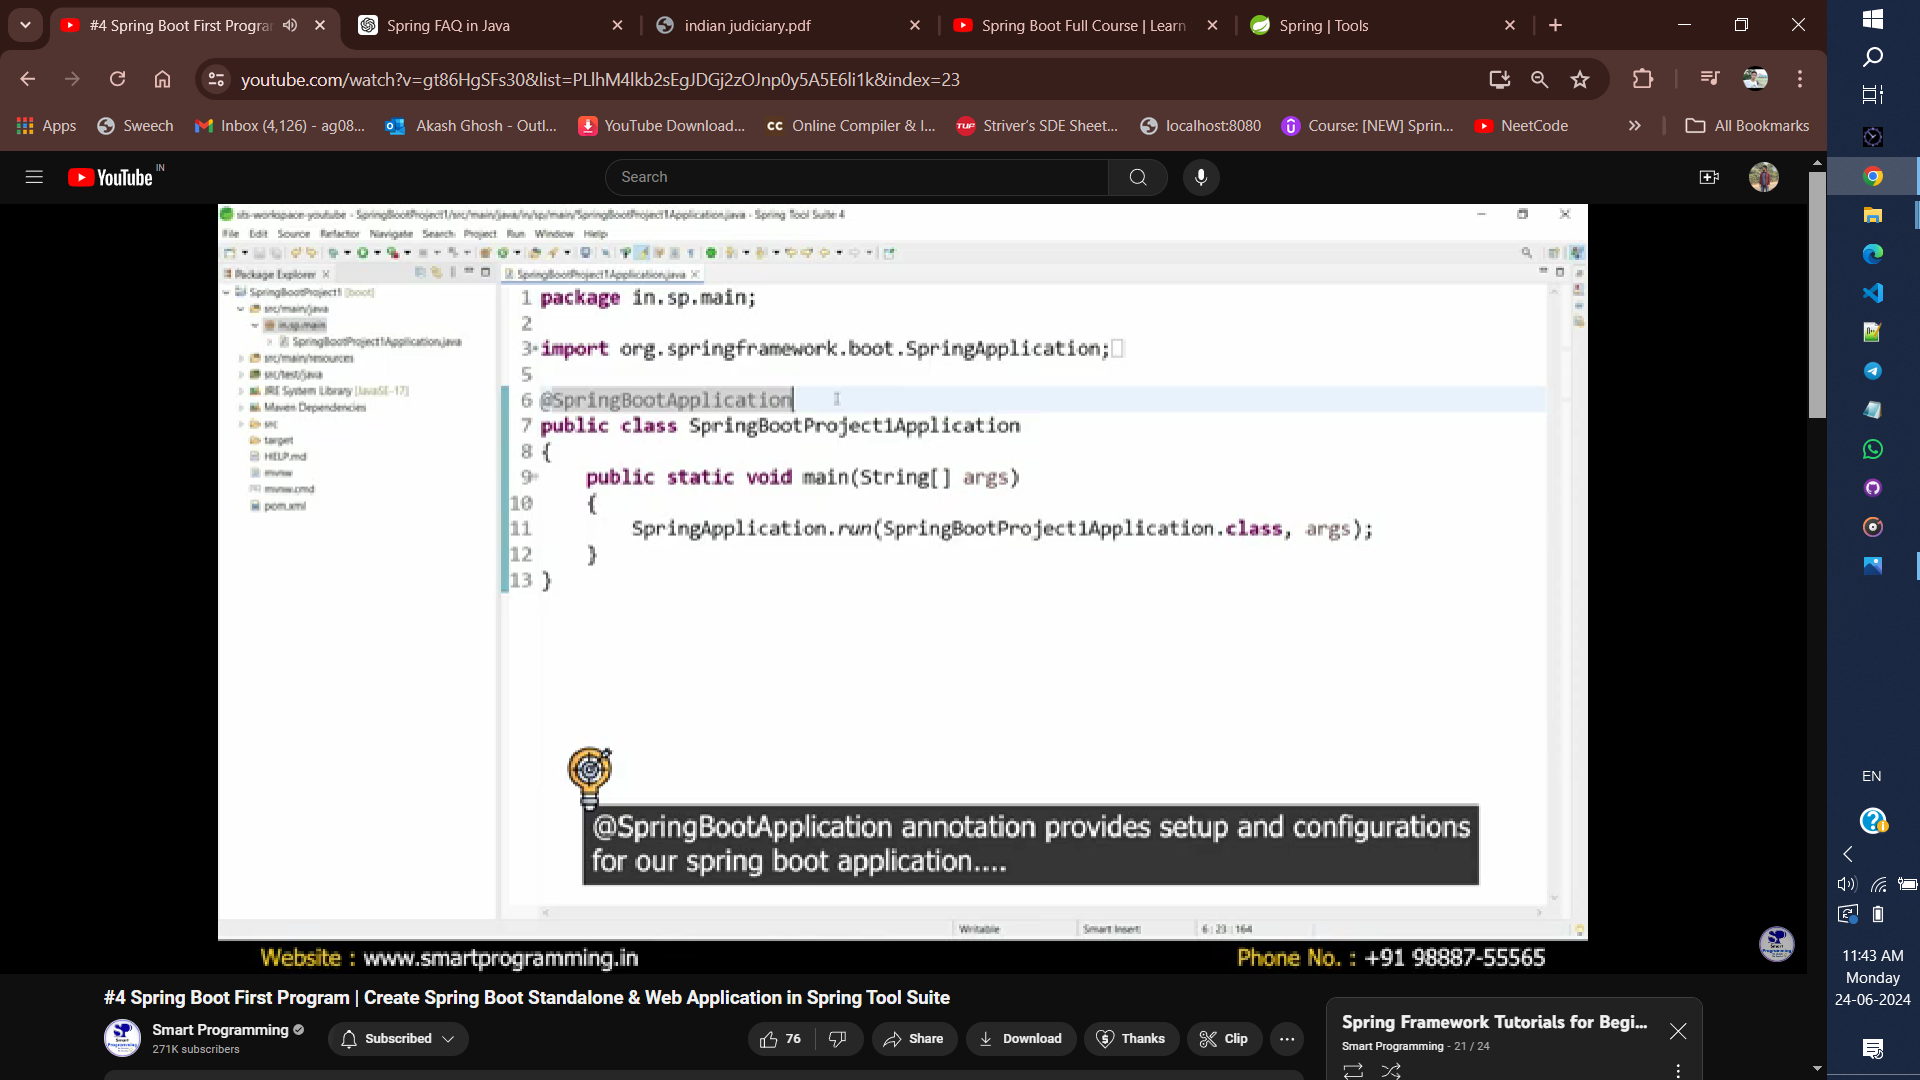 #4 Spring Boot First Program
Spring FAQ in Java
indian judiciary.pdf
Spring Boot Full Course | Learn
Spring | Tools
youtube.com/watch?v=gt86HgSFs30&list=PLlhM4lkb2sEgJDGj2zOJnp0y5A5E6li1k&index=23
Apps
Sweech
Inbox (4,126) - ag08...
Akash Ghosh - Outl...
YouTube Download...
CC
Online Compiler & I...
TUF
Striver's SDE Sheet...
localhost:8080
Course: [NEW] Sprin...
NeetCode
All Bookmarks
YouTube IN
Search
sts-workspace-youtube - SpringBootProject1/src/main/java/in/sp/main/SpringBootProject1Application.java - Spring Tool Suite 4
File Edit Source Refactor Navigate Search Project Run Window Help
Package Explorer
SpringBootProject1Application.java
SpringBootProject1 [boot]
src/main/java
in.sp.main
SpringBootProject1Application.java
src/main/resources
src/test/java
JRE System Library [JavaSE-17]
Maven Dependencies
src
target
HELP.md
mvnw
mvnw.cmd
pom.xml
1 package in.sp.main;
2
3 import org.springframework.boot.SpringApplication;
5
6 @SpringBootApplication
7 public class SpringBootProject1Application
8 {
9 public static void main(String[] args)
10 {
11 SpringApplication.run(SpringBootProject1Application.class, args);
12 }
13 }
@SpringBootApplication annotation provides setup and configurations
for our spring boot application....
Writable
Smart Insert
6 : 23 : 164
Website : www.smartprogramming.in
Phone No. : +91 98887-55565
#4 Spring Boot First Program | Create Spring Boot Standalone & Web Application in Spring Tool Suite
Smart Programming
271K subscribers
Subscribed
76
Share
Download
Thanks
Clip
Spring Framework Tutorials for Begi...
Smart Programming - 21 / 24
EN
11:43 AM
Monday
24-06-2024